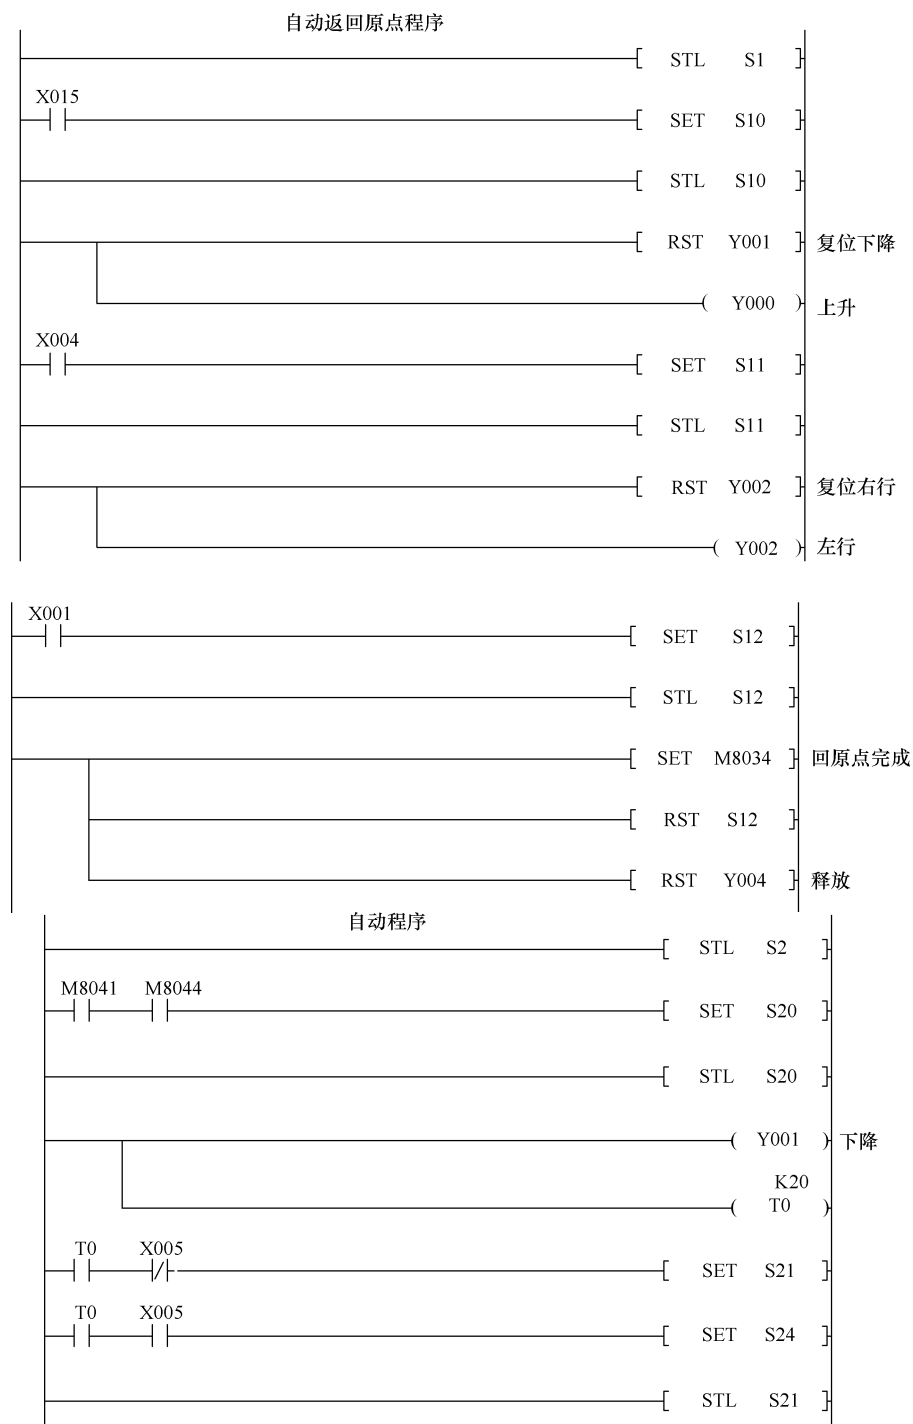 自动返回原点程序
STL S1
X015
SET S10
STL S10
RST Y001 复位下降
Y000 上升
X004
SET S11
STL S11
RST Y002 复位右行
Y002 左行
X001
SET S12
STL S12
SET M8034 回原点完成
RST S12
RST Y004 释放
自动程序
STL S2
M8041 M8044
SET S20
STL S20
Y001 下降
K20
T0
T0 X005
SET S21
T0 X005
SET S24
STL S21